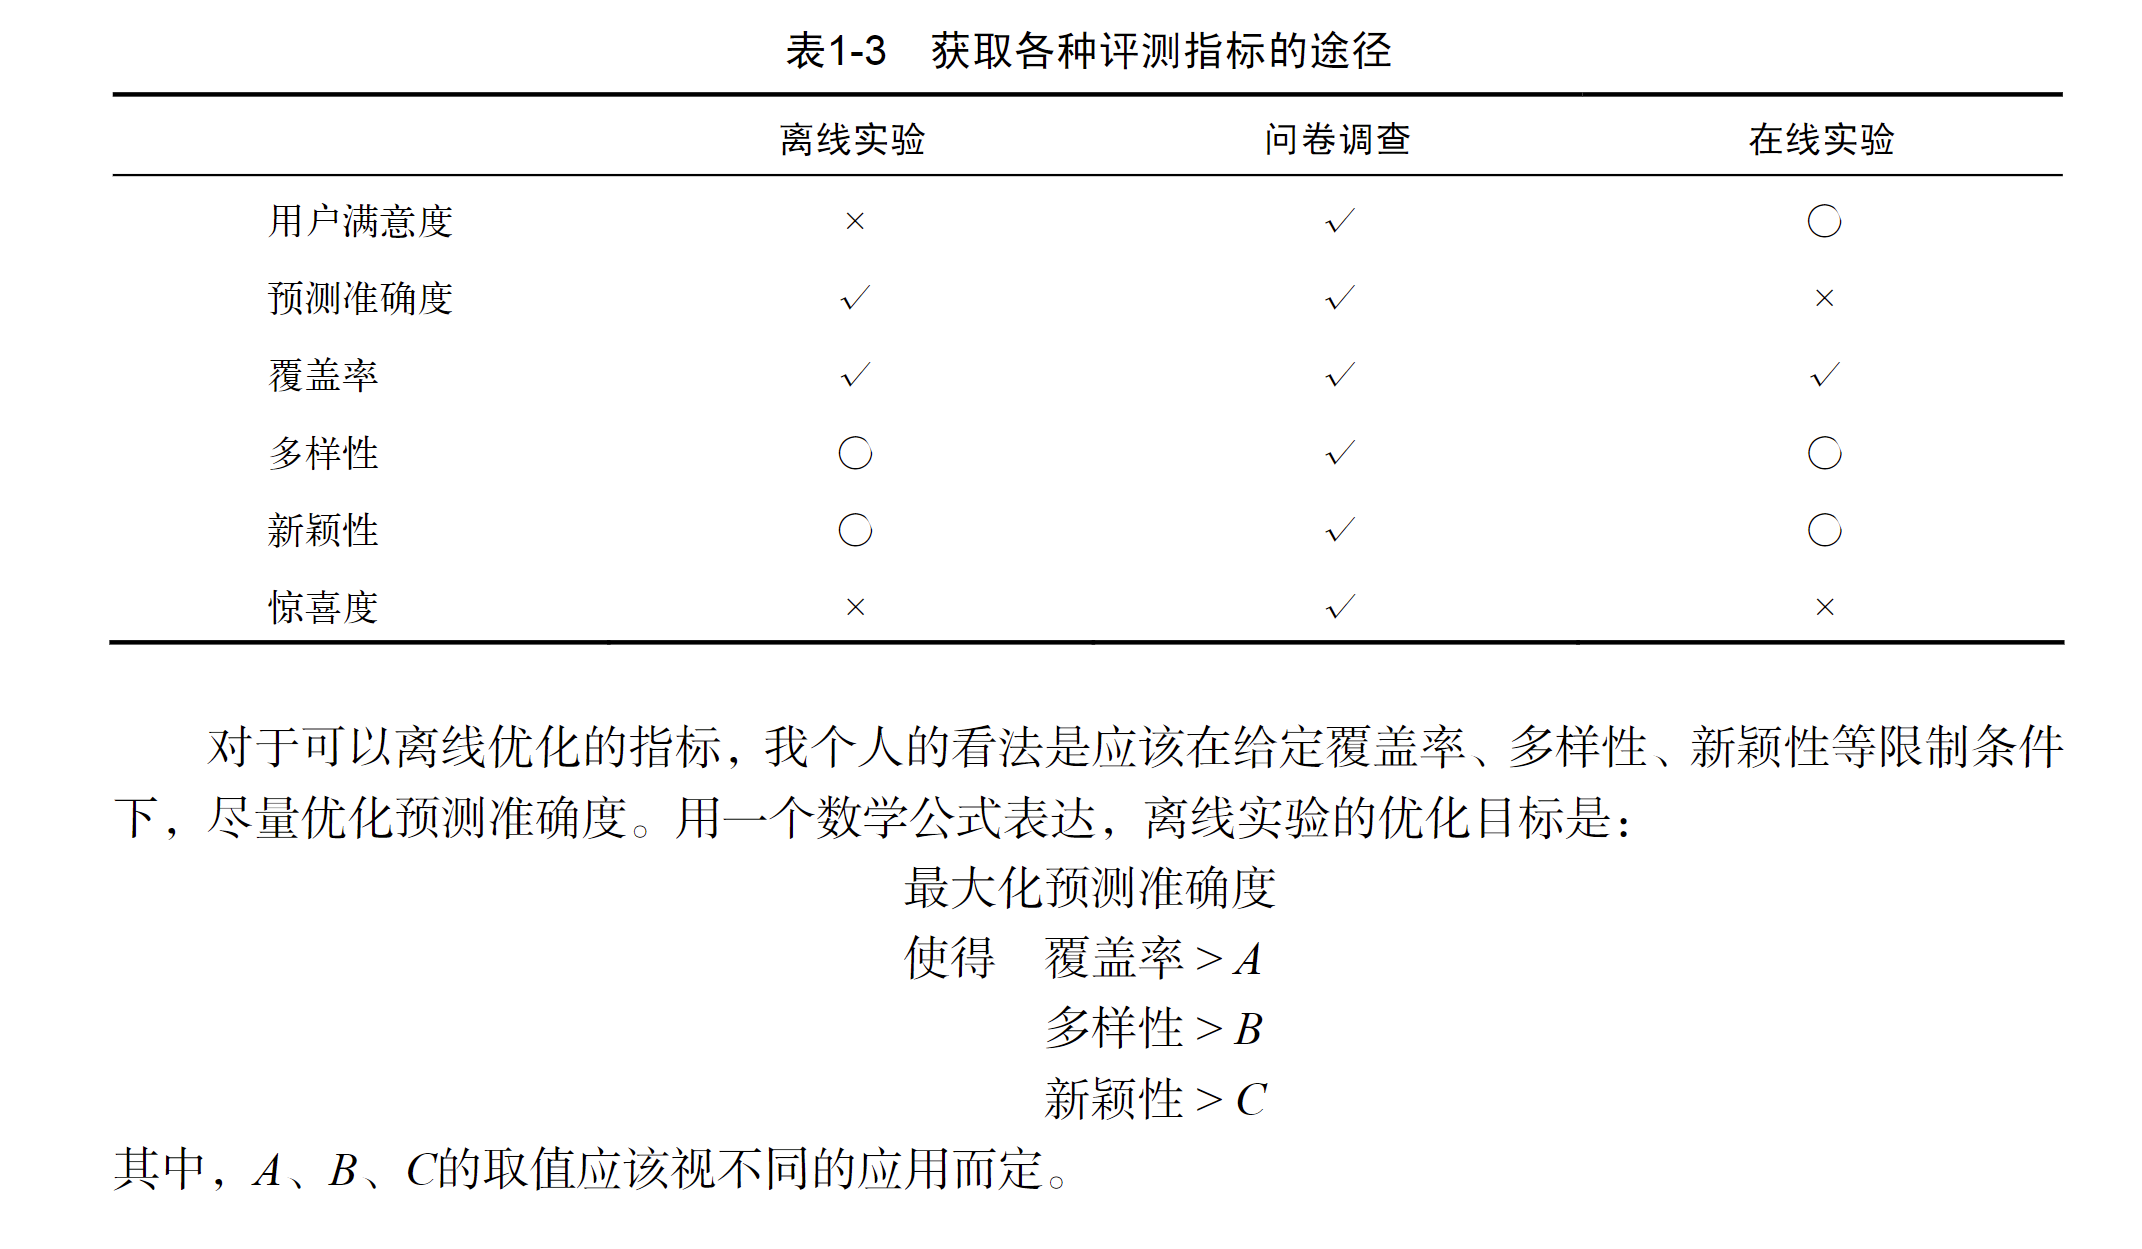 表1-3 获取各种评测指标的途径
离线实验 问卷调查 在线实验
用户满意度 × √ ○
预测准确度 √ √ ×
覆盖率 √ √ √
多样性 ○ √ ○
新颖性 ○ √ ○
惊喜度 × √ ×
对于可以离线优化的指标，我个人的看法是应该在给定覆盖率、多样性、新颖性等限制条件
下，尽量优化预测准确度。用一个数学公式表达，离线实验的优化目标是：
最大化预测准确度
使得 覆盖率 > A
多样性 > B
新颖性 > C
其中，A、B、C的取值应该视不同的应用而定。